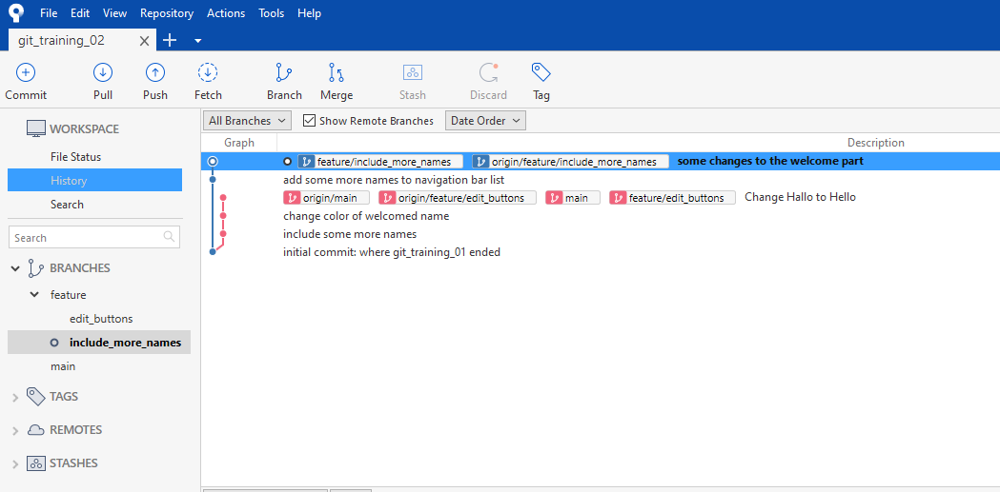 File Edit View Repository Actions Tools Help
git_training_02
Commit Pull Push Fetch Branch Merge Stash Discard Tag
WORKSPACE
File Status
History
Search
Search
BRANCHES
feature
edit_buttons
include_more_names
main
TAGS
REMOTES
STASHES
All Branches Show Remote Branches Date Order
Graph Description
feature/include_more_names origin/feature/include_more_names some changes to the welcome part
add some more names to navigation bar list
origin/main origin/feature/edit_buttons main feature/edit_buttons Change Hallo to Hello
change color of welcomed name
include some more names
initial commit: where git_training_01 ended